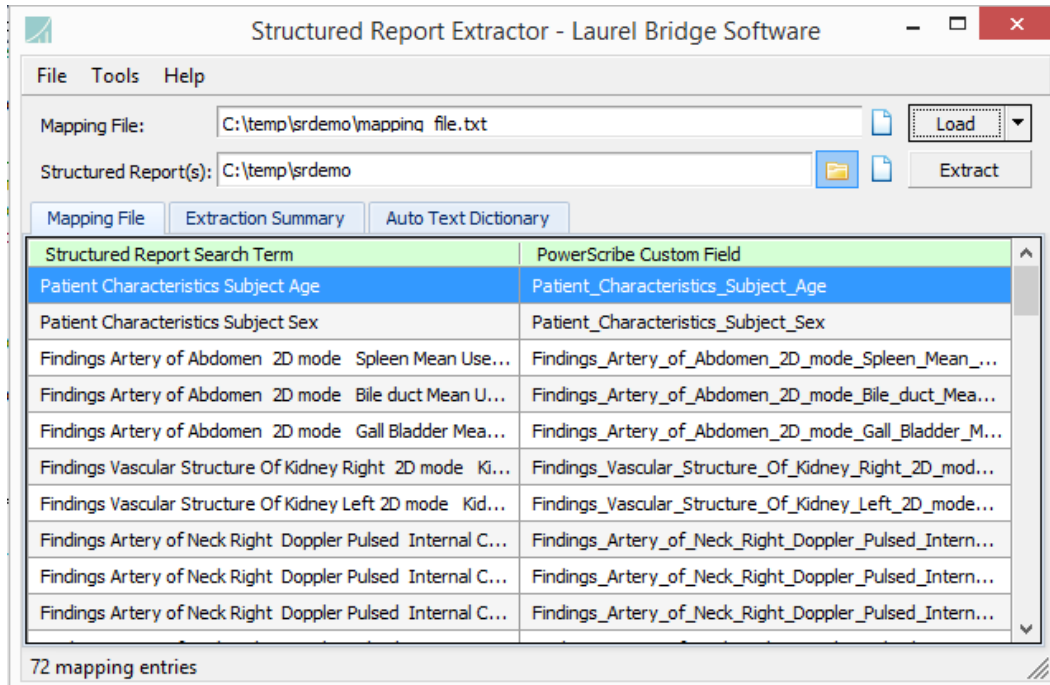 Structured Report Extractor - Laurel Bridge Software
File Tools Help
Mapping File: C:\temp\srdemo\mapping_file.txt Load
Structured Report(s): C:\temp\srdemo Extract
Mapping File Extraction Summary Auto Text Dictionary
Structured Report Search Term PowerScribe Custom Field
Patient Characteristics Subject Age Patient_Characteristics_Subject_Age
Patient Characteristics Subject Sex Patient_Characteristics_Subject_Sex
Findings Artery of Abdomen 2D mode Spleen Mean Use... Findings_Artery_of_Abdomen_2D_mode_Spleen_Mean_...
Findings Artery of Abdomen 2D mode Bile duct Mean U... Findings_Artery_of_Abdomen_2D_mode_Bile_duct_Mea...
Findings Artery of Abdomen 2D mode Gall Bladder Mea... Findings_Artery_of_Abdomen_2D_mode_Gall_Bladder_M...
Findings Vascular Structure Of Kidney Right 2D mode Ki... Findings_Vascular_Structure_Of_Kidney_Right_2D_mod...
Findings Vascular Structure Of Kidney Left 2D mode Kid... Findings_Vascular_Structure_Of_Kidney_Left_2D_mode...
Findings Artery of Neck Right Doppler Pulsed Internal C... Findings_Artery_of_Neck_Right_Doppler_Pulsed_Intern...
Findings Artery of Neck Right Doppler Pulsed Internal C... Findings_Artery_of_Neck_Right_Doppler_Pulsed_Intern...
Findings Artery of Neck Right Doppler Pulsed Internal C... Findings_Artery_of_Neck_Right_Doppler_Pulsed_Intern...
72 mapping entries